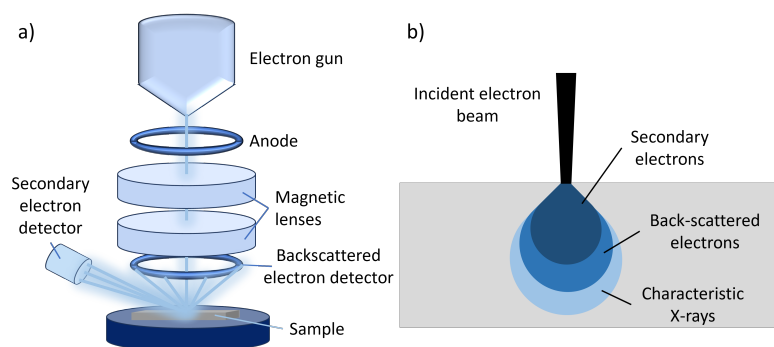 a)
Electron gun
Anode
Secondary
electron
detector
Magnetic
lenses
Backscattered
electron detector
Sample
b)
Incident electron
beam
Secondary
electrons
Back-scattered
electrons
Characteristic
X-rays